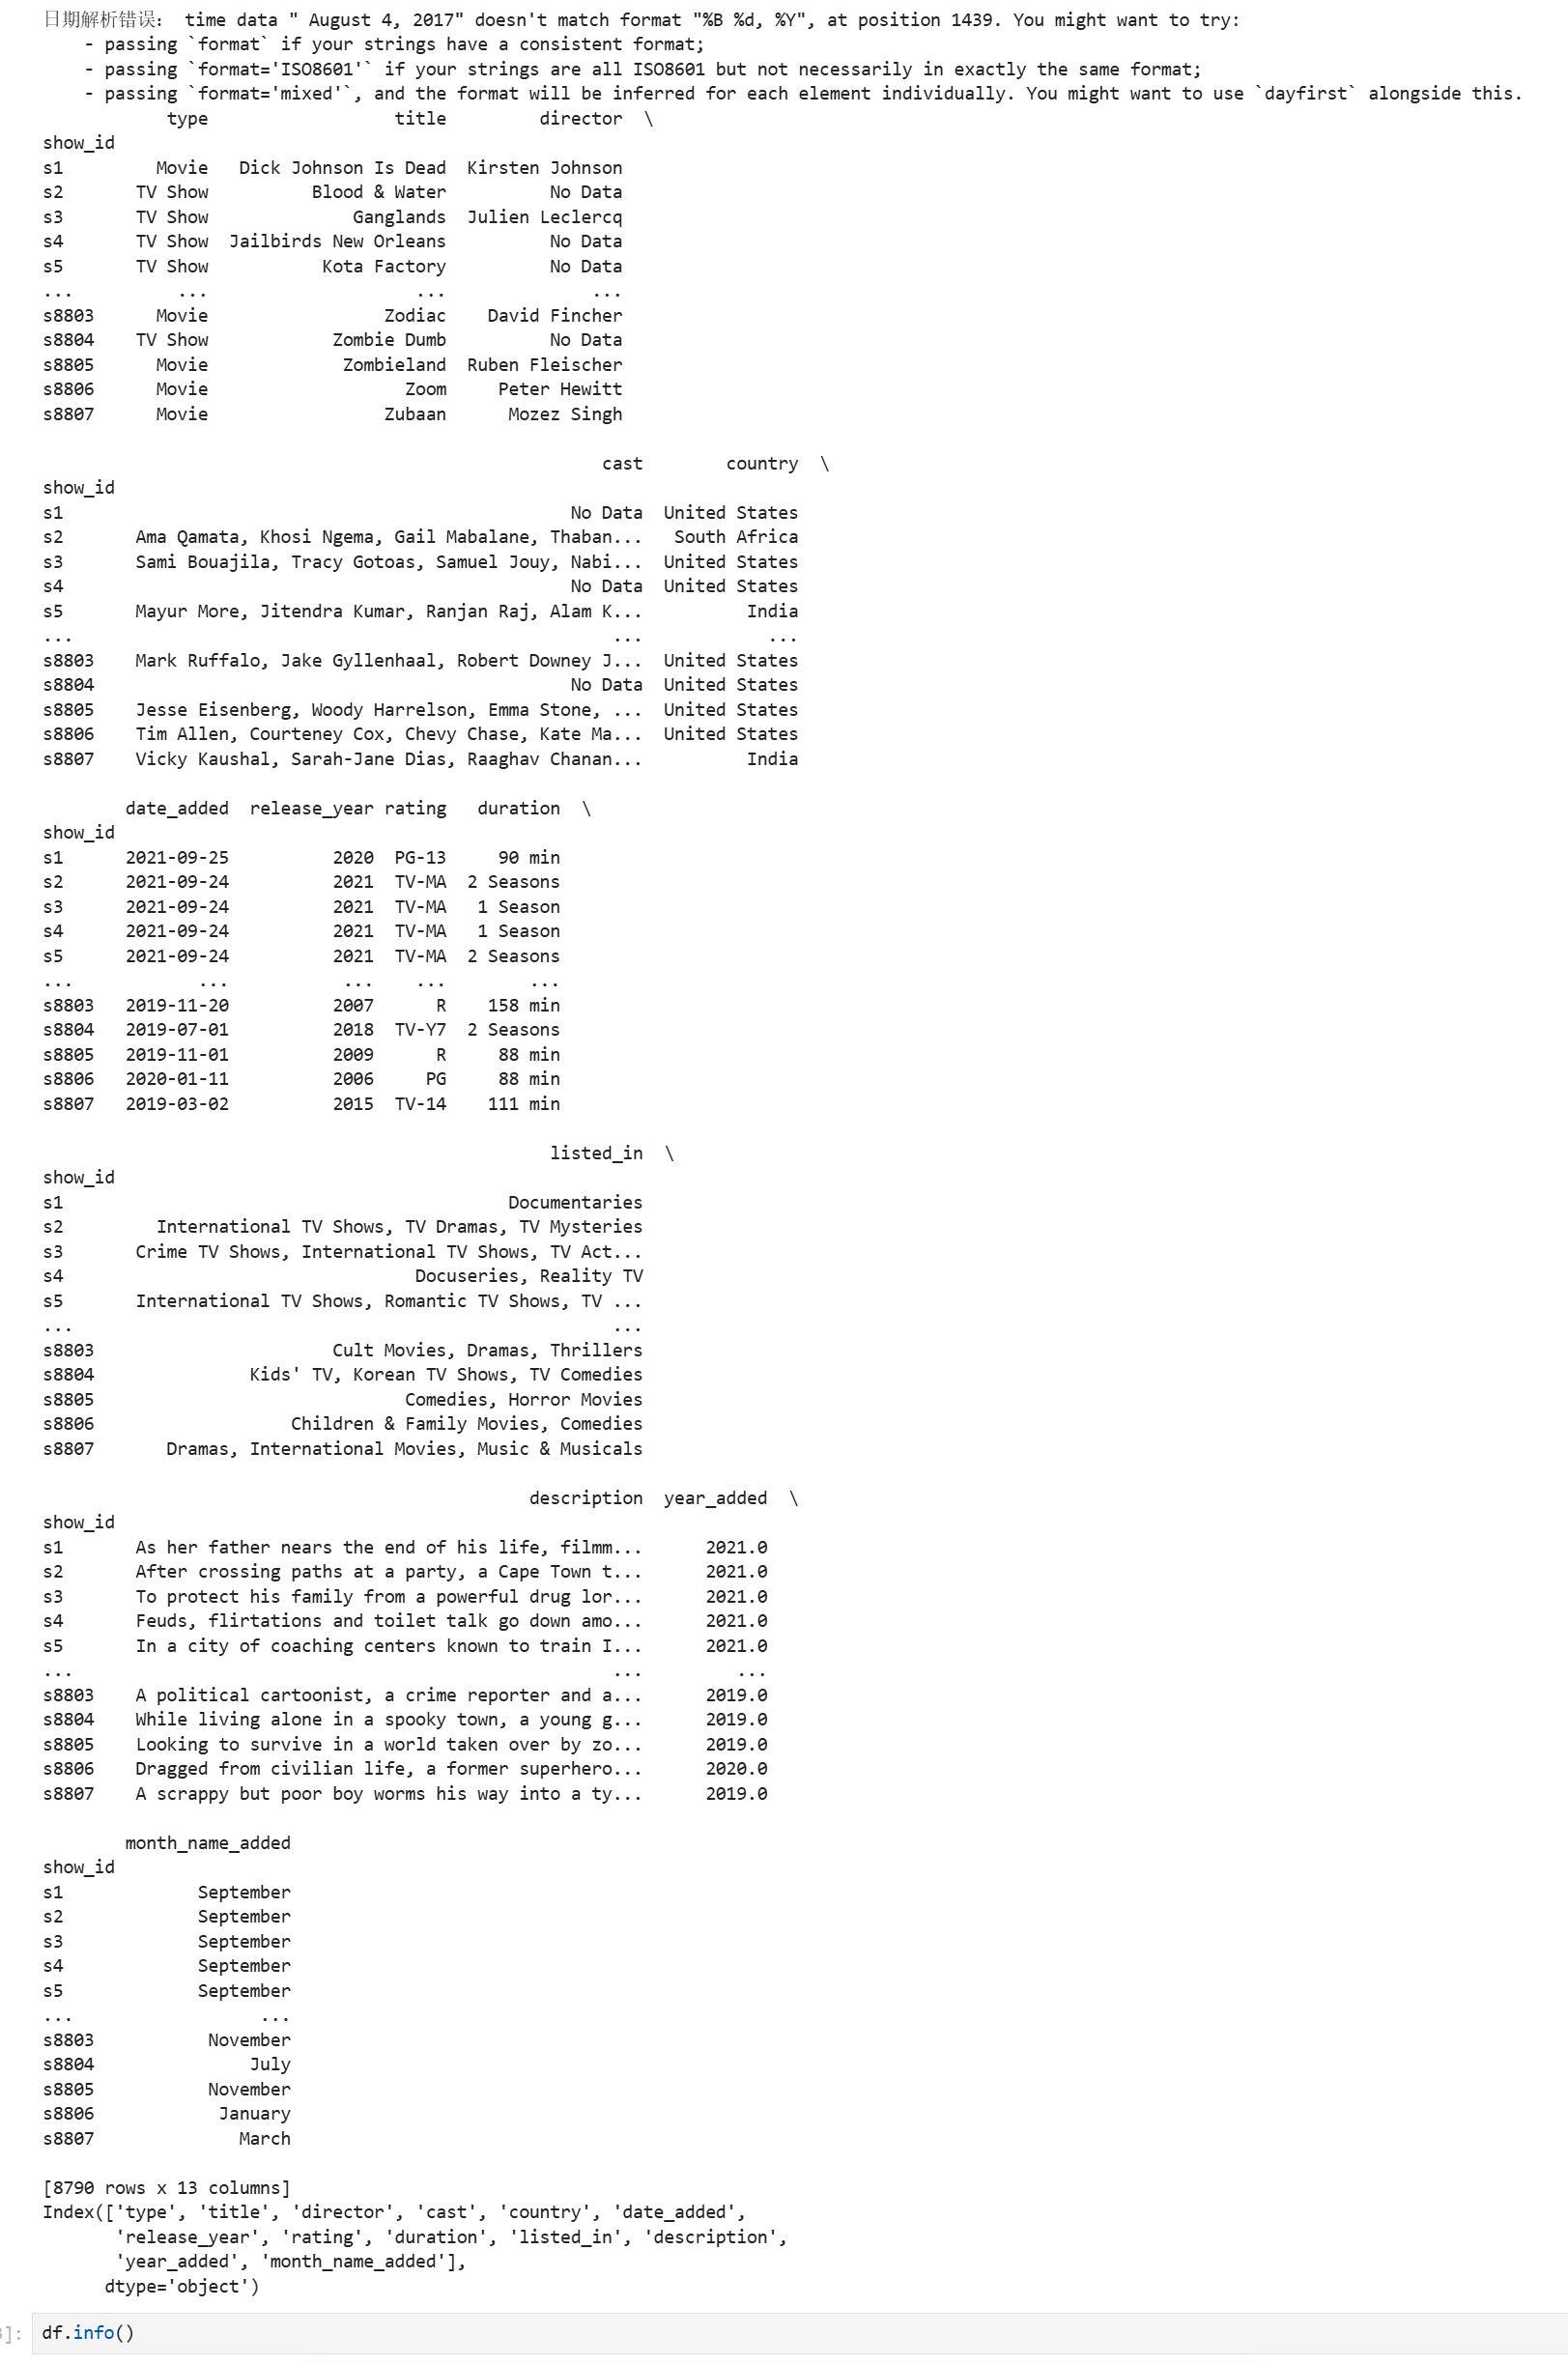 日期解析错误： time data " August 4, 2017" doesn't match format "%B %d, %Y", at position 1439. You might want to try:
    - passing `format` if your strings have a consistent format;
    - passing `format='ISO8601'` if your strings are all ISO8601 but not necessarily in exactly the same format;
    - passing `format='mixed'`, and the format will be inferred for each element individually. You might want to use `dayfirst` alongside this.
            type                  title         director  \
show_id
s1         Movie   Dick Johnson Is Dead  Kirsten Johnson
s2       TV Show          Blood & Water          No Data
s3       TV Show              Ganglands  Julien Leclercq
s4       TV Show  Jailbirds New Orleans          No Data
s5       TV Show           Kota Factory          No Data
...          ...                    ...              ...
s8803      Movie                 Zodiac    David Fincher
s8804    TV Show            Zombie Dumb          No Data
s8805      Movie             Zombieland  Ruben Fleischer
s8806      Movie                   Zoom     Peter Hewitt
s8807      Movie                 Zubaan      Mozez Singh
                                                      cast        country  \
show_id
s1                                                 No Data  United States
s2       Ama Qamata, Khosi Ngema, Gail Mabalane, Thaban...   South Africa
s3       Sami Bouajila, Tracy Gotoas, Samuel Jouy, Nabi...  United States
s4                                                 No Data  United States
s5       Mayur More, Jitendra Kumar, Ranjan Raj, Alam K...          India
...                                                    ...            ...
s8803    Mark Ruffalo, Jake Gyllenhaal, Robert Downey J...  United States
s8804                                              No Data  United States
s8805    Jesse Eisenberg, Woody Harrelson, Emma Stone, ...  United States
s8806    Tim Allen, Courteney Cox, Chevy Chase, Kate Ma...  United States
s8807    Vicky Kaushal, Sarah-Jane Dias, Raaghav Chanan...          India
        date_added  release_year rating   duration  \
show_id
s1      2021-09-25          2020  PG-13     90 min
s2      2021-09-24          2021  TV-MA  2 Seasons
s3      2021-09-24          2021  TV-MA   1 Season
s4      2021-09-24          2021  TV-MA   1 Season
s5      2021-09-24          2021  TV-MA  2 Seasons
...            ...           ...    ...        ...
s8803   2019-11-20          2007      R    158 min
s8804   2019-07-01          2018  TV-Y7  2 Seasons
s8805   2019-11-01          2009      R     88 min
s8806   2020-01-11          2006     PG     88 min
s8807   2019-03-02          2015  TV-14    111 min
                                                 listed_in  \
show_id
s1                                           Documentaries
s2         International TV Shows, TV Dramas, TV Mysteries
s3       Crime TV Shows, International TV Shows, TV Act...
s4                                  Docuseries, Reality TV
s5       International TV Shows, Romantic TV Shows, TV ...
...                                                    ...
s8803                       Cult Movies, Dramas, Thrillers
s8804               Kids' TV, Korean TV Shows, TV Comedies
s8805                              Comedies, Horror Movies
s8806                   Children & Family Movies, Comedies
s8807       Dramas, International Movies, Music & Musicals
                                               description  year_added  \
show_id
s1       As her father nears the end of his life, filmm...      2021.0
s2       After crossing paths at a party, a Cape Town t...      2021.0
s3       To protect his family from a powerful drug lor...      2021.0
s4       Feuds, flirtations and toilet talk go down amo...      2021.0
s5       In a city of coaching centers known to train I...      2021.0
...                                                    ...         ...
s8803    A political cartoonist, a crime reporter and a...      2019.0
s8804    While living alone in a spooky town, a young g...      2019.0
s8805    Looking to survive in a world taken over by zo...      2019.0
s8806    Dragged from civilian life, a former superhero...      2020.0
s8807    A scrappy but poor boy worms his way into a ty...      2019.0
        month_name_added
show_id
s1             September
s2             September
s3             September
s4             September
s5             September
...                  ...
s8803           November
s8804               July
s8805           November
s8806            January
s8807              March
[8790 rows x 13 columns]
Index(['type', 'title', 'director', 'cast', 'country', 'date_added',
       'release_year', 'rating', 'duration', 'listed_in', 'description',
       'year_added', 'month_name_added'],
      dtype='object')
]: df.info()